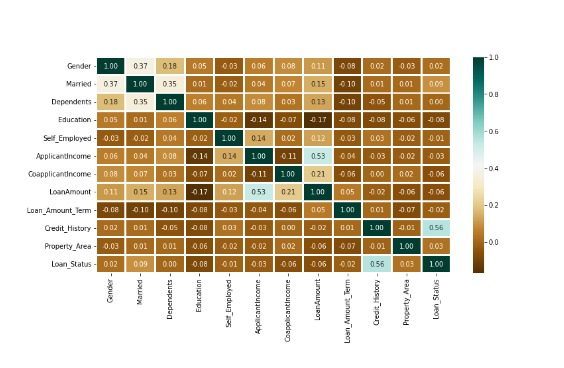 Gender 1.00 0.37 0.18 0.05 -0.03 0.06 0.08 0.11 -0.08 0.02 -0.03 0.02
Married 0.37 1.00 0.35 0.01 -0.02 0.04 0.07 0.15 -0.10 0.01 0.01 0.09
Dependents 0.18 0.35 1.00 0.06 0.04 0.08 0.03 0.13 -0.10 -0.05 0.01 0.00
Education 0.05 0.01 0.06 1.00 -0.02 -0.14 -0.07 -0.17 -0.08 -0.08 -0.06 -0.08
Self_Employed -0.03 -0.02 0.04 -0.02 1.00 0.14 0.02 0.12 -0.03 0.03 -0.02 -0.01
ApplicantIncome 0.06 0.04 0.08 -0.14 0.14 1.00 -0.11 0.53 -0.04 -0.03 -0.02 -0.03
CoapplicantIncome 0.08 0.07 0.03 -0.07 0.02 -0.11 1.00 0.21 -0.06 0.00 0.02 -0.06
LoanAmount 0.11 0.15 0.13 -0.17 0.12 0.53 0.21 1.00 0.05 -0.02 -0.06 -0.06
Loan_Amount_Term -0.08 -0.10 -0.10 -0.08 -0.03 -0.04 -0.06 0.05 1.00 0.01 -0.07 -0.02
Credit_History 0.02 0.01 -0.05 -0.08 0.03 -0.03 0.00 -0.02 0.01 1.00 -0.01 0.56
Property_Area -0.03 0.01 0.01 -0.06 -0.02 -0.02 0.02 -0.06 -0.07 -0.01 1.00 0.03
Loan_Status 0.02 0.09 0.00 -0.08 -0.01 -0.03 -0.06 -0.06 -0.02 0.56 0.03 1.00
Gender
Married
Dependents
Education
Self_Employed
ApplicantIncome
CoapplicantIncome
LoanAmount
Loan_Amount_Term
Credit_History
Property_Area
Loan_Status
1.0
0.8
0.6
0.4
0.2
0.0